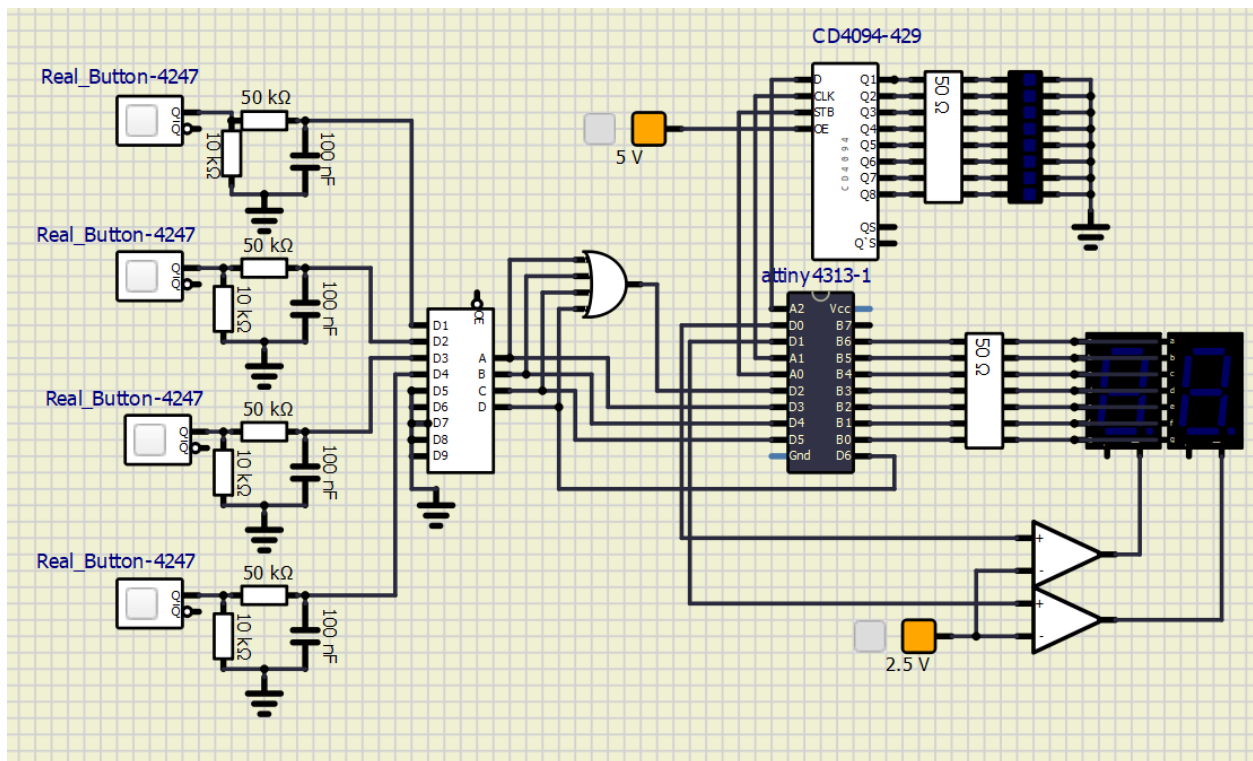 CD4094-429
Real_Button-4247
50 kΩ
10 kΩ
100 nF
Q
Q
5 V
D
CLK
STB
OE
CD4094
Q1
Q2
Q3
Q4
Q5
Q6
Q7
Q8
QS
Q`S
50 Ω
Real_Button-4247
50 kΩ
10 kΩ
100 nF
Q
Q
attiny4313-1
A2
D0
D1
A1
A0
D2
D3
D4
D5
Gnd
Vcc
B7
B6
B5
B4
B3
B2
B1
B0
D6
50 Ω
a
b
c
d
e
f
g
OE
D1
D2
D3
D4
D5
D6
D7
D8
D9
A
B
C
D
Real_Button-4247
50 kΩ
10 kΩ
100 nF
Q
Q
Real_Button-4247
50 kΩ
10 kΩ
100 nF
Q
Q
+
-
+
-
2.5 V